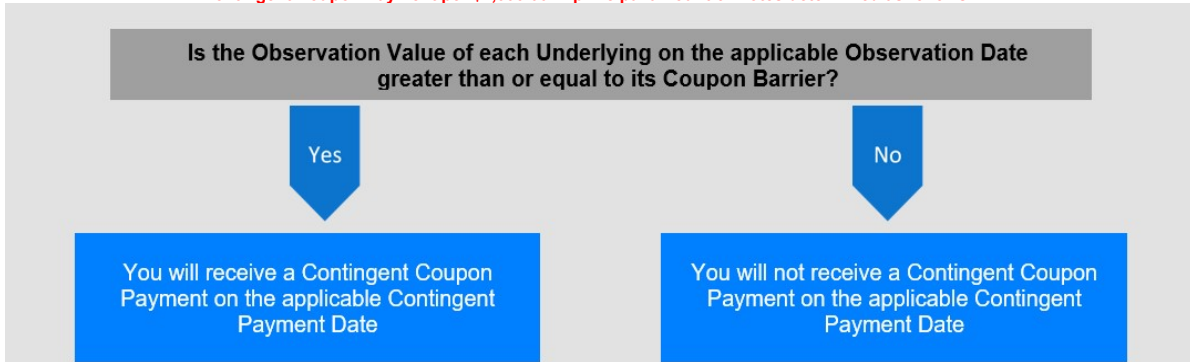 Is the Observation Value of each Underlying on the applicable Observation Date
greater than or equal to its Coupon Barrier?
Yes
No
You will receive a Contingent Coupon
Payment on the applicable Contingent
Payment Date
You will not receive a Contingent Coupon
Payment on the applicable Contingent
Payment Date